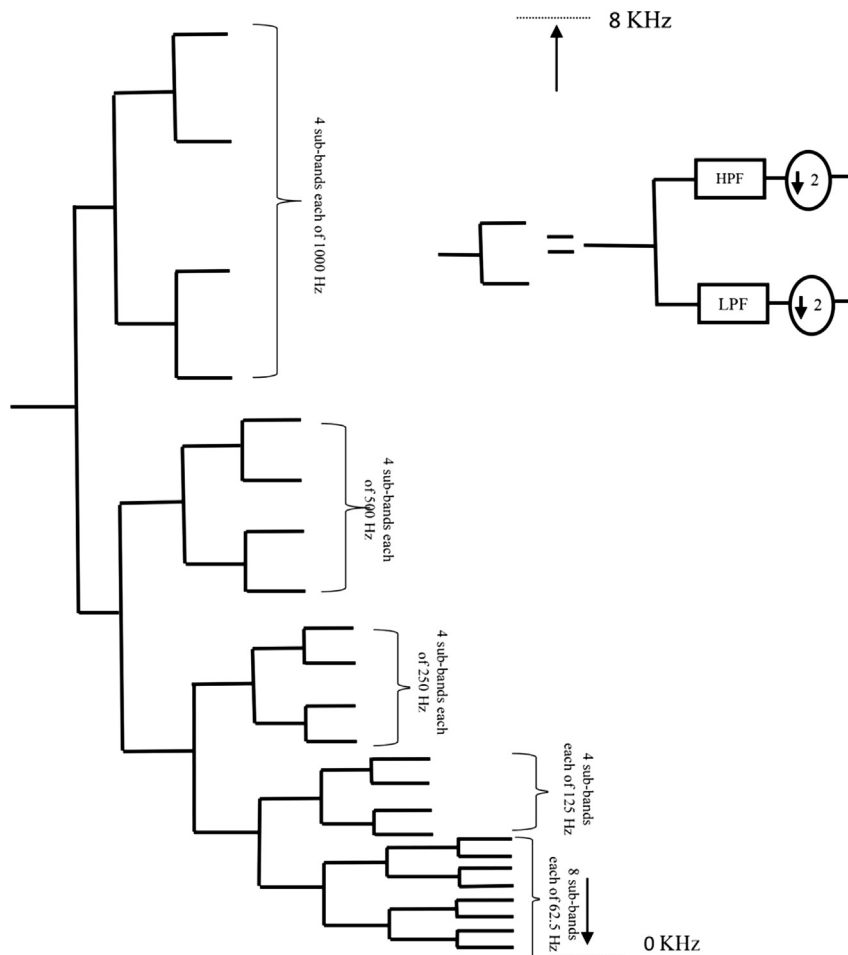 8 KHz
4 sub-bands each of 1000 Hz
HPF
2
LPF
2
4 sub-bands each
of 500 Hz
4 sub-bands each
of 250 Hz
4 sub-bands
each of 125 Hz
8 sub-bands
each of 62.5 Hz
0 KHz